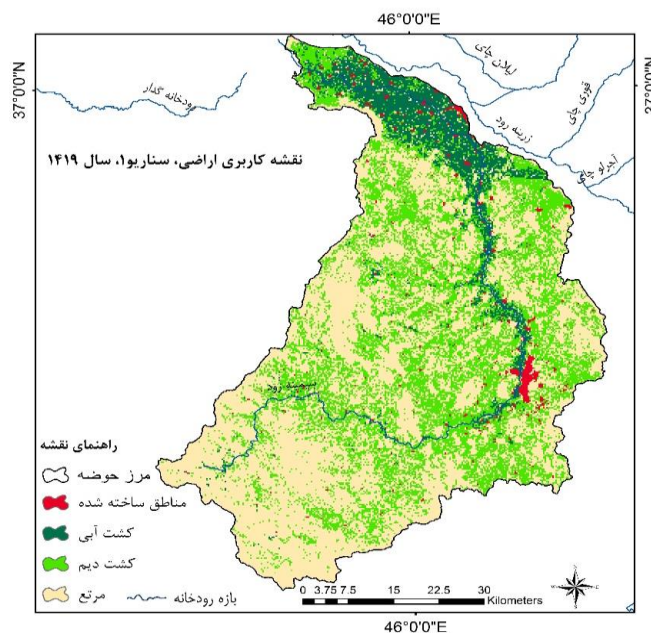 46°0'0"E
37°0'0"N
37°0'0"N
لیلان چای
قوری چای
رودخانه گدار
زرینه رود
آجرلو چای
نقشه کاربری اراضی، سناریو۱، سال ۱۴۱۹
سیمینه رود
راهنمای نقشه
مرز حوضه
مناطق ساخته شده
کشت آبی
کشت دیم
مرتع
بازه رودخانه
0 3.75 7.5 15 22.5 30
Kilometers
46°0'0"E